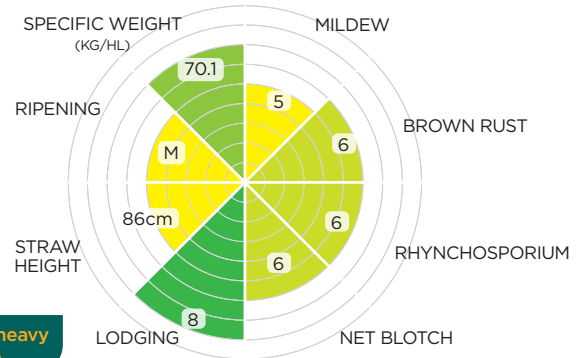 SPECIFIC WEIGHT
(KG/HL)
MILDEW
70.1
5
RIPENING
M
BROWN RUST
6
86cm
6
STRAW
HEIGHT
RHYNCHOSPORIUM
6
8
LODGING
NET BLOTCH
heavy